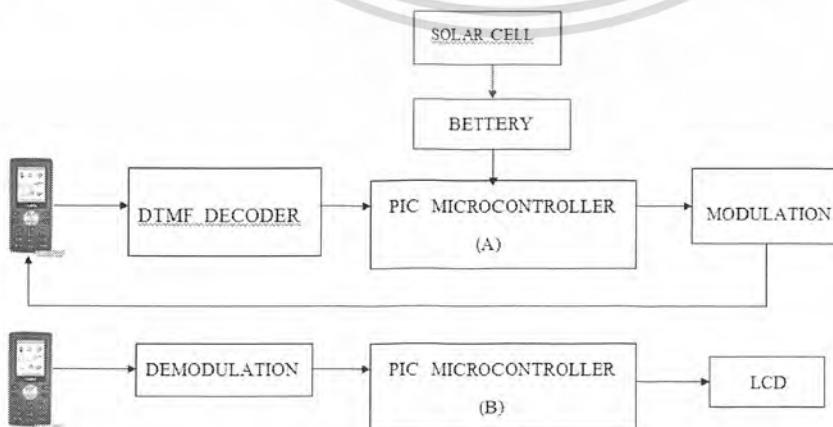 SOLAR CELL
BETTERY
DTMF DECODER
PIC MICROCONTROLLER
(A)
MODULATION
DEMODULATION
PIC MICROCONTROLLER
(B)
LCD